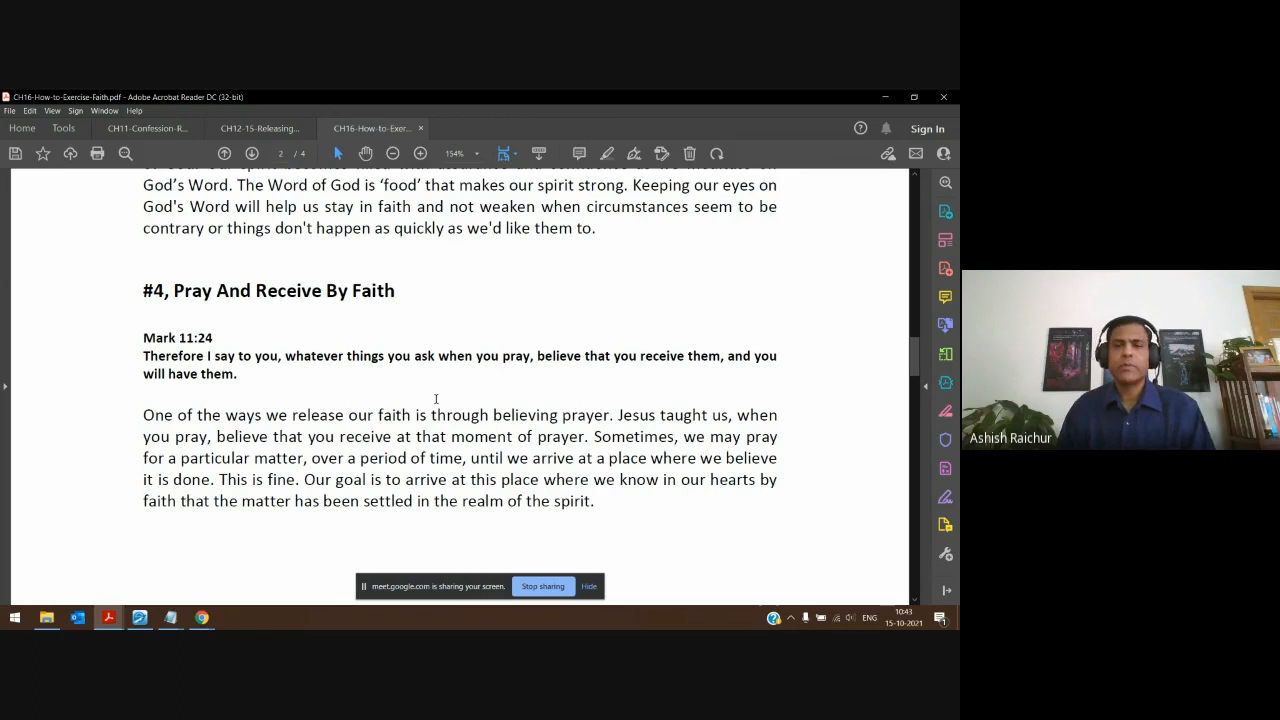 CH16-How-to-Exercise-Faith.pdf - Adobe Acrobat Reader DC (32-bit)
File Edit View Sign Window Help
Home Tools CH11-Confession-R... CH12-15-Releasing... CH16-How-to-Exer... × Sign In
2 / 4 154%
God’s Word. The Word of God is ‘food’ that makes our spirit strong. Keeping our eyes on
God's Word will help us stay in faith and not weaken when circumstances seem to be
contrary or things don't happen as quickly as we'd like them to.
#4, Pray And Receive By Faith
Mark 11:24
Therefore I say to you, whatever things you ask when you pray, believe that you receive them, and you
will have them.
One of the ways we release our faith is through believing prayer. Jesus taught us, when
you pray, believe that you receive at that moment of prayer. Sometimes, we may pray
for a particular matter, over a period of time, until we arrive at a place where we believe
it is done. This is fine. Our goal is to arrive at this place where we know in our hearts by
faith that the matter has been settled in the realm of the spirit.
meet.google.com is sharing your screen. Stop sharing Hide
ENG 10:43
15-10-2021
Ashish Raichur